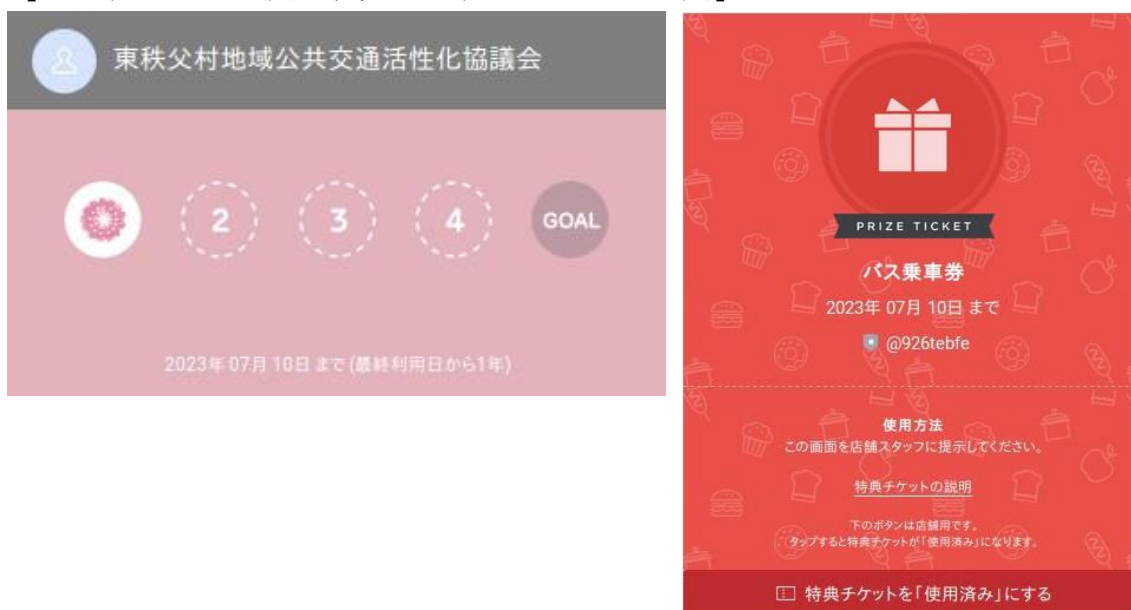 東秩父村地域公共交通活性化協議会
2
3
4
GOAL
2023年 07月 10日 まで (最終利用日から1年)
PRIZE TICKET
バス乗車券
2023年 07月 10日 まで
@926tebfe
使用方法
この画面を店舗スタッフに提示してください。
特典チケットの説明
下のボタンは店舗用です。
タップすると特典チケットが「使用済み」になります。
特典チケットを「使用済み」にする